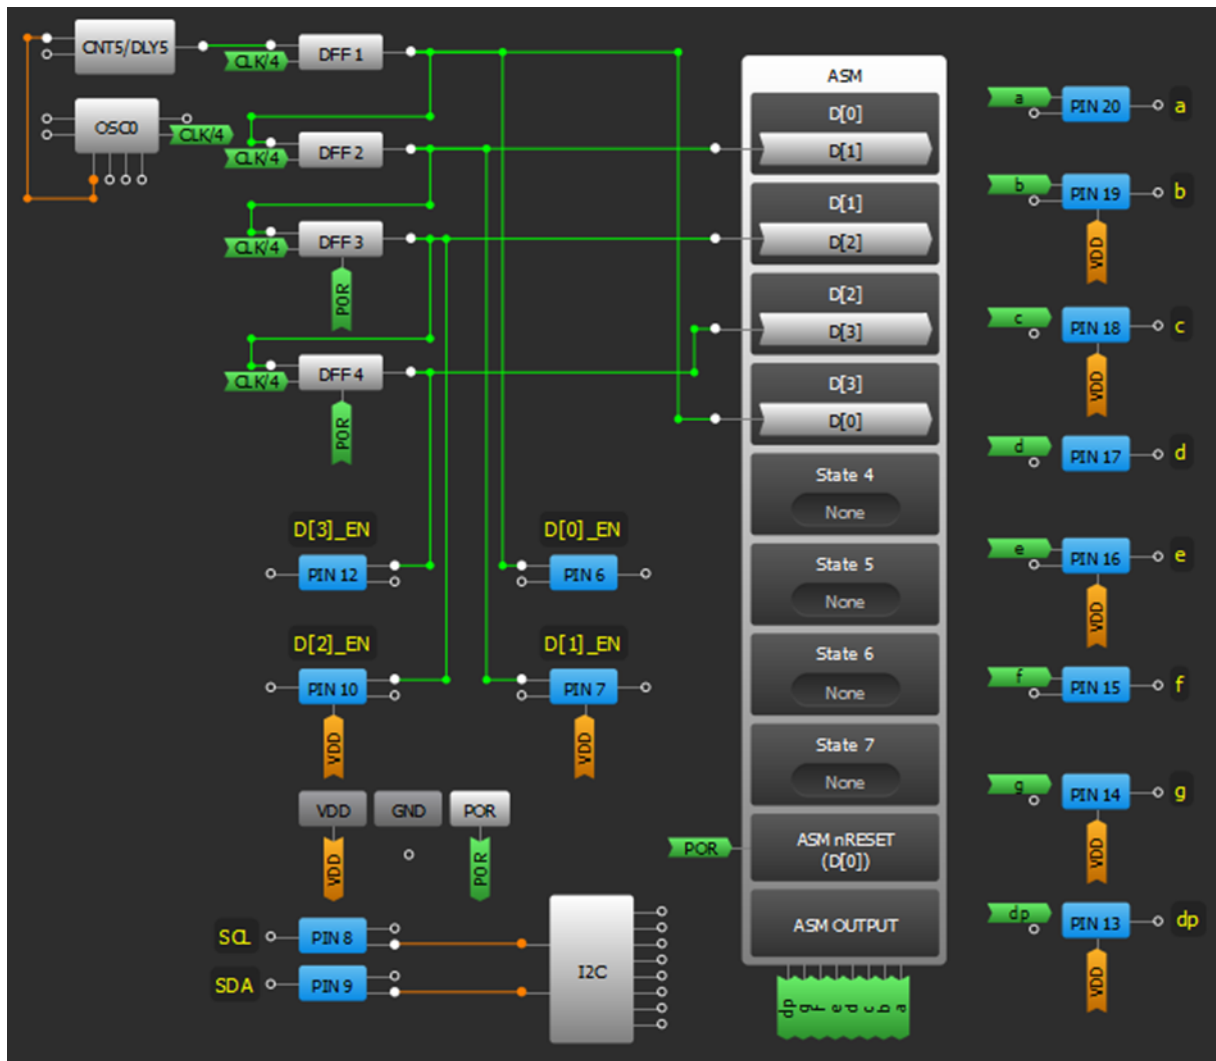 CNT5/DLY5
CLK/4
DFF 1
OSC0
CLK/4
CLK/4
DFF 2
CLK/4
DFF 3
POR
CLK/4
DFF 4
POR
D[3]_EN
PIN 12
D[0]_EN
PIN 6
D[2]_EN
PIN 10
VDD
D[1]_EN
PIN 7
VDD
VDD
GND
POR
VDD
POR
SCL
PIN 8
SDA
PIN 9
I2C
ASM
D[0]
D[1]
D[1]
D[2]
D[2]
D[3]
D[3]
D[0]
State 4
None
State 5
None
State 6
None
State 7
None
POR
ASM nRESET
(D[0])
ASM OUTPUT
dp
g
f
e
d
c
b
a
a
PIN 20
a
b
PIN 19
b
VDD
c
PIN 18
c
VDD
d
PIN 17
d
e
PIN 16
e
VDD
f
PIN 15
f
g
PIN 14
g
VDD
dp
PIN 13
dp
VDD